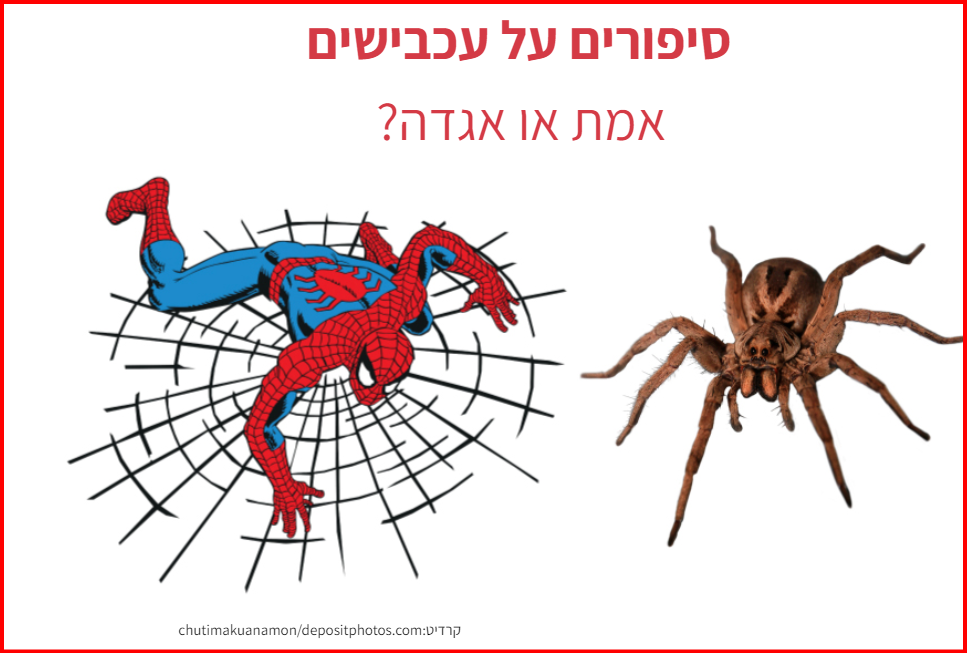 סיפורים על עכבישים
אמת או אגדה?
קרדיט:chutimakuanamon/depositphotos.com